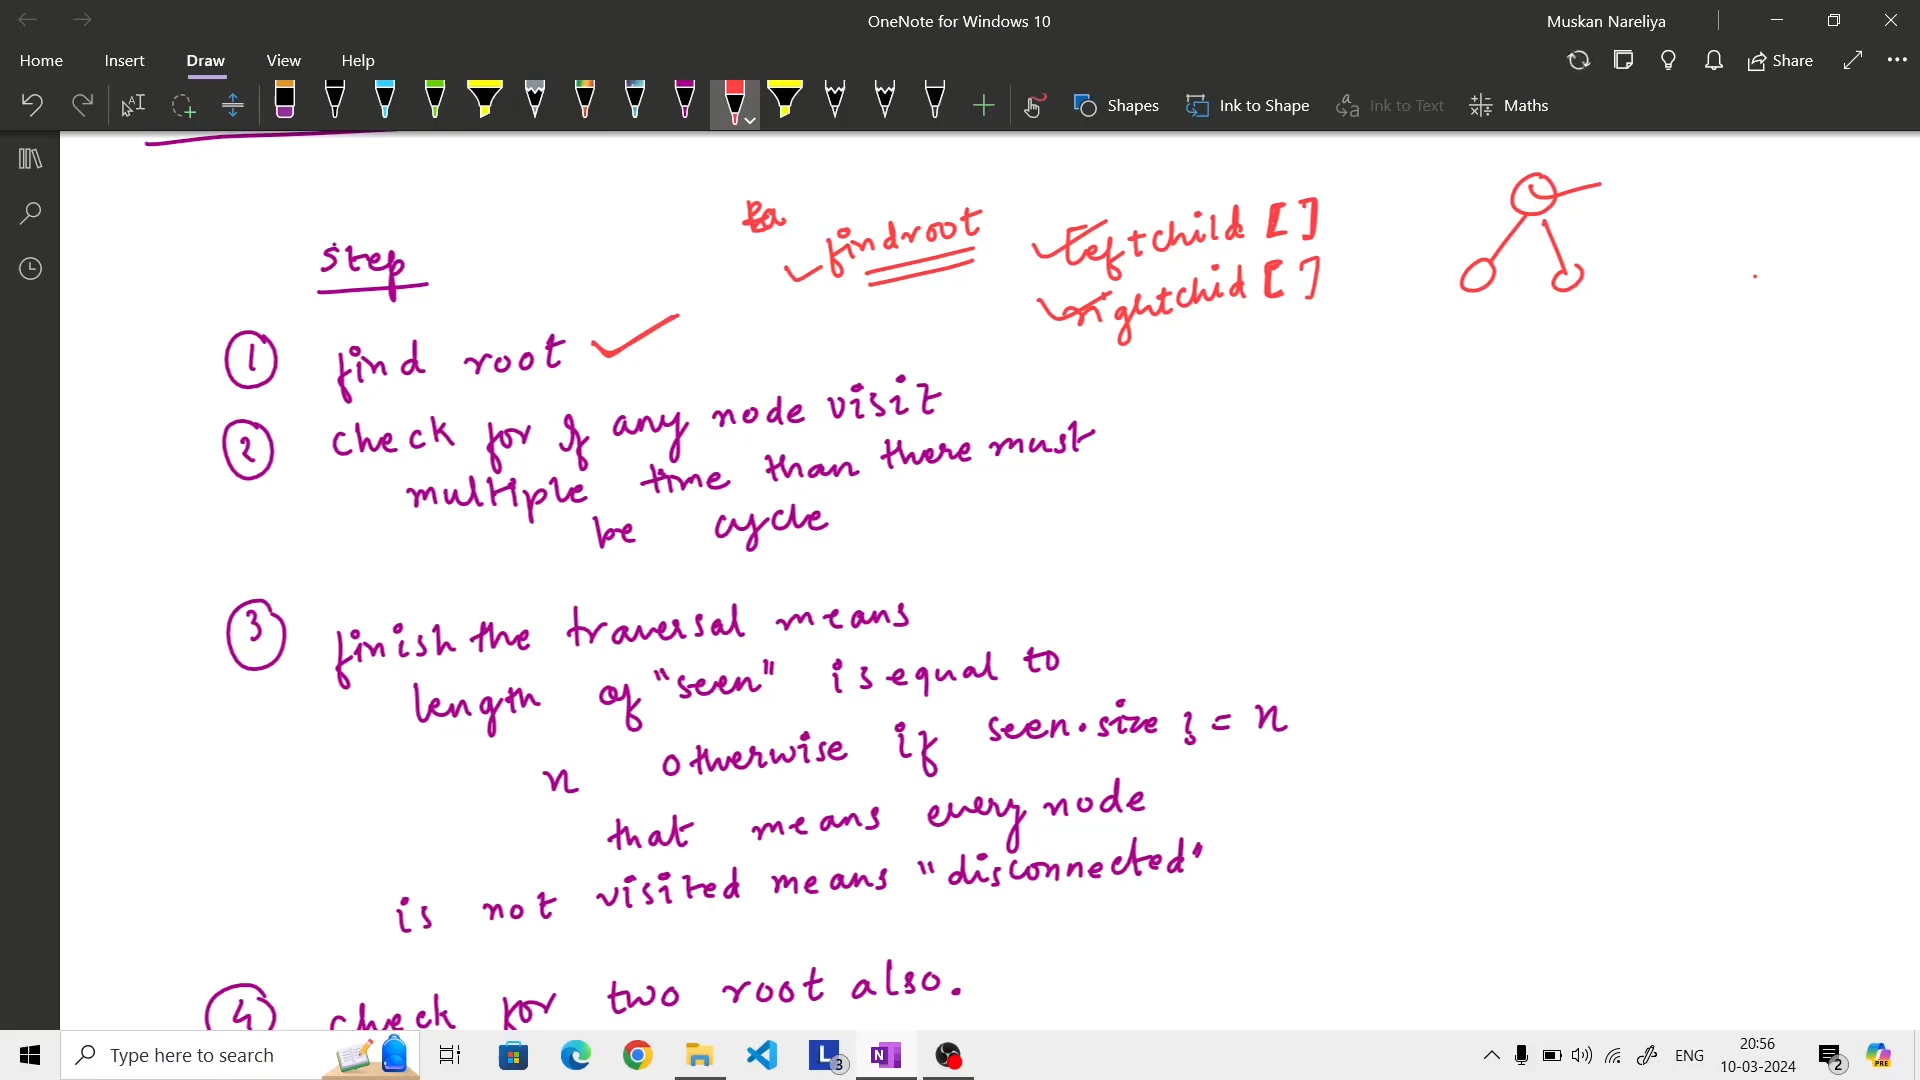 OneNote for Windows 10
Muskan Nareliya
Home
Insert
Draw
View
Help
Share
Shapes
Ink to Shape
Ink to Text
Maths
step
findroot
leftchild [ ]
rightchid [ ]
① find root
② check for if any node visit
multiple time than there must
be cycle
③ finish the traversal means
length of "seen" is equal to
n otherwise if seen.size != n
that means every node
is not visited means "disconnected"
④ check for two root also.
Type here to search
3
ENG
20:56
10-03-2024
2
PRE